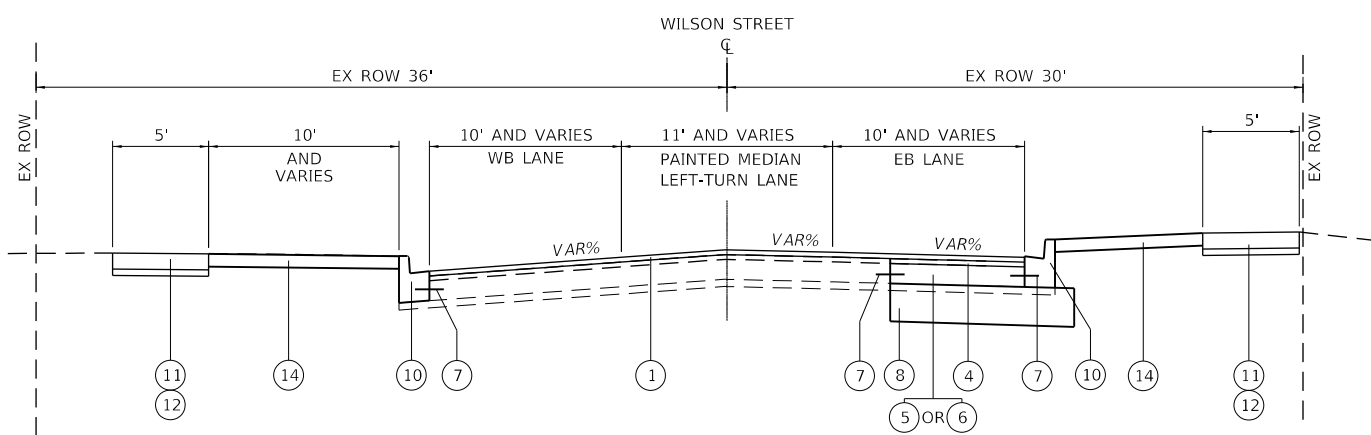 WILSON STREET
℄
EX ROW 36'
EX ROW 30'
EX ROW
EX ROW
5'
10'
AND
VARIES
10' AND VARIES
WB LANE
11' AND VARIES
PAINTED MEDIAN
LEFT-TURN LANE
10' AND VARIES
EB LANE
5'
VAR%
VAR%
VAR%
11
12
14
10
7
1
7
8
4
7
10
14
11
12
5 OR 6